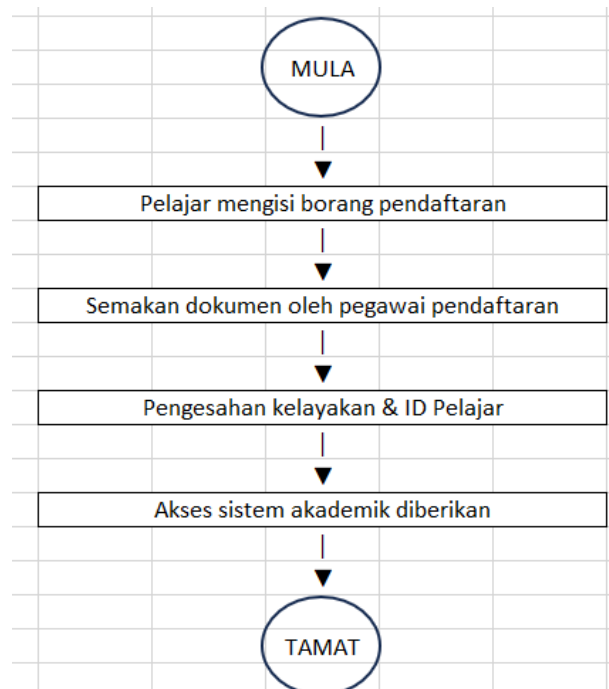 MULA
Pelajar mengisi borang pendaftaran
Semakan dokumen oleh pegawai pendaftaran
Pengesahan kelayakan & ID Pelajar
Akses sistem akademik diberikan
TAMAT